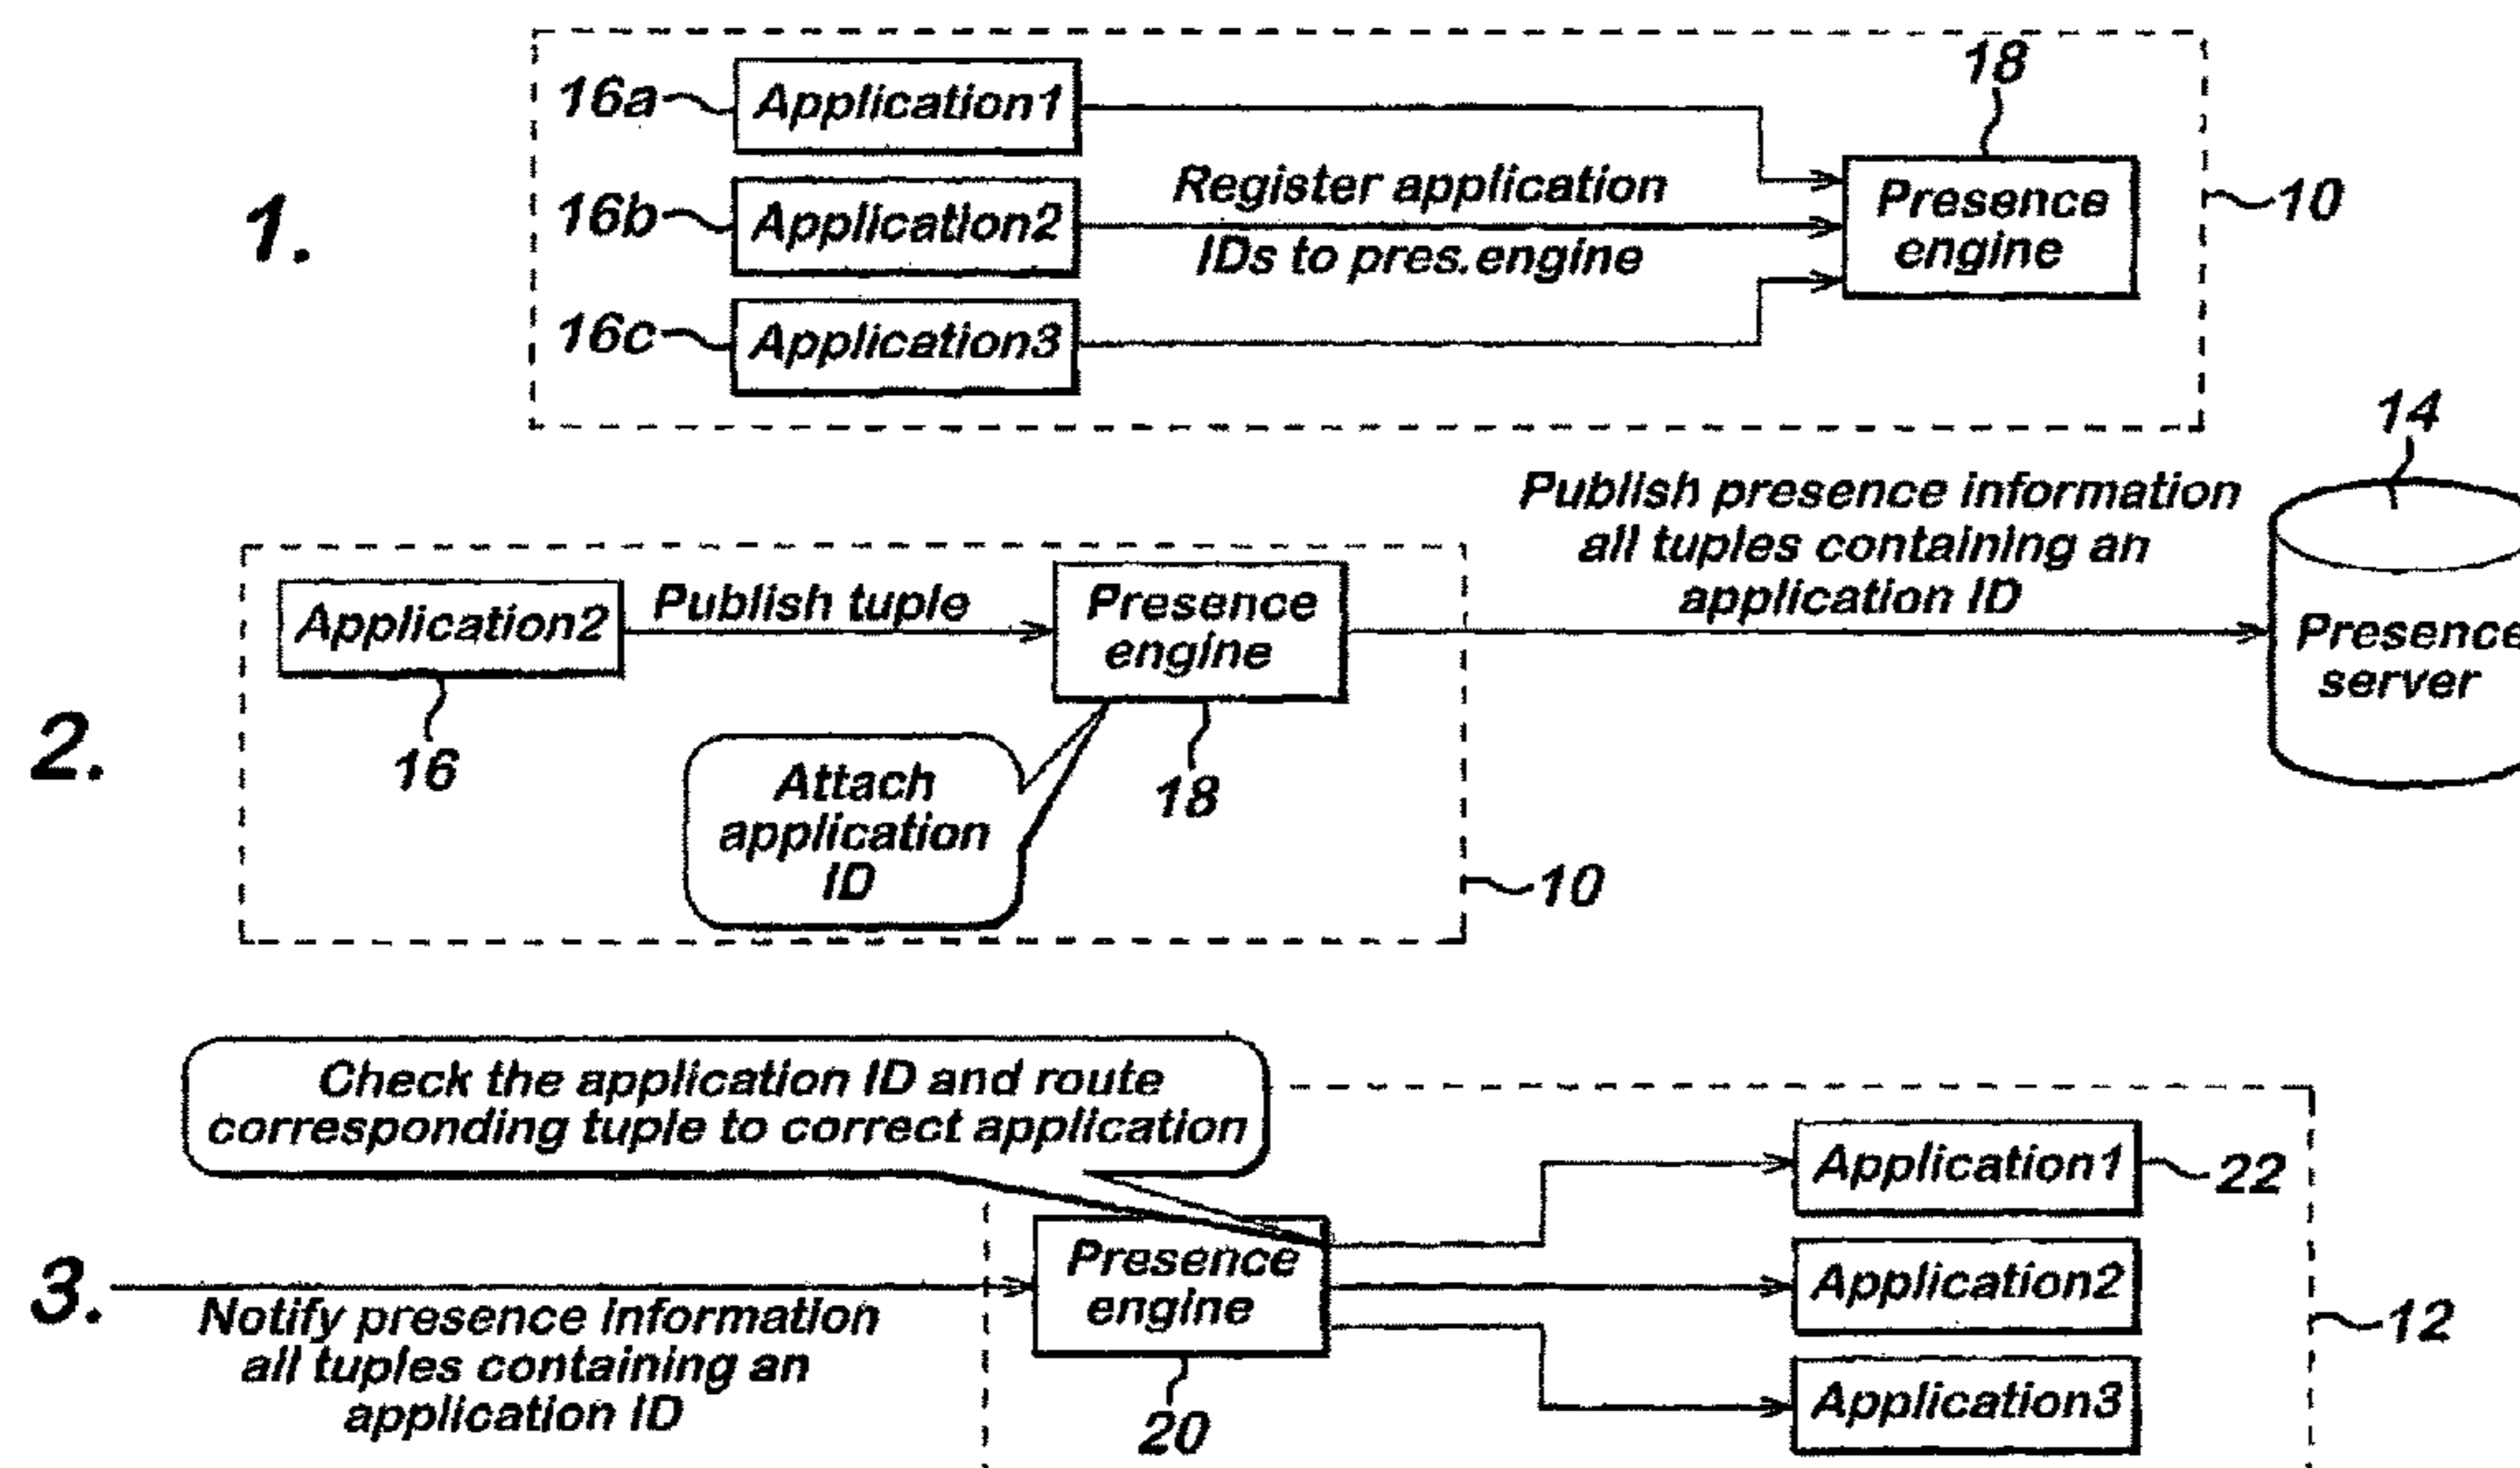 18
16a
Application1
Register application
Presence
engine
10
1.
16b
Application2
IDs to pres.engine
16c
Application3
14
Publish presence information
all tuples containing an
application ID
Application2
Publish tuple
Presence
engine
Presence
server
2.
16
Attach
application
ID
18
10
Check the application ID and route
corresponding tuple to correct application
Application1
22
3.
Presence
engine
Application2
12
Notify presence information
all tuples containing an
application ID
20
Application3